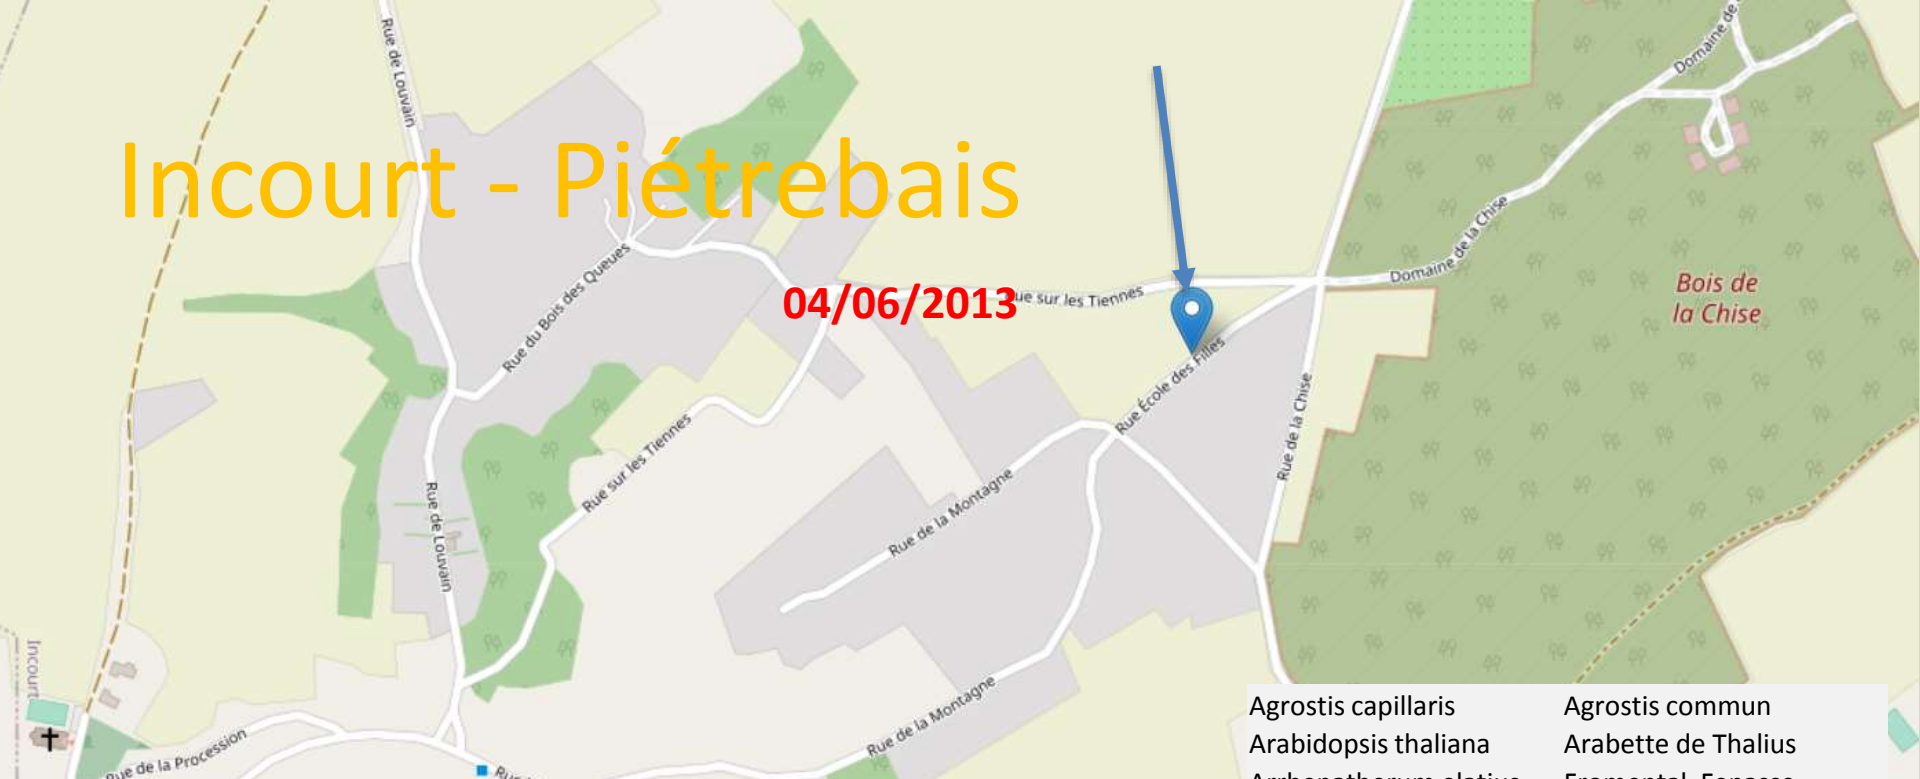 Rue de Louvain
Domaine de
Incourt - Piétrebais
Domaine de la Chise
Rue du Bois des Queues
Bois de
la Chise
04/06/2013
ue sur les Tiennes
Rue École des Filles
Rue de la Chise
Rue sur les Tiennes
Rue de la Montagne
Rue de Louvain
Incourt
Rue de la Montagne
Rue de la Procession
Agrostis capillaris Agrostis commun
Arabidopsis thaliana Arabette de Thalius